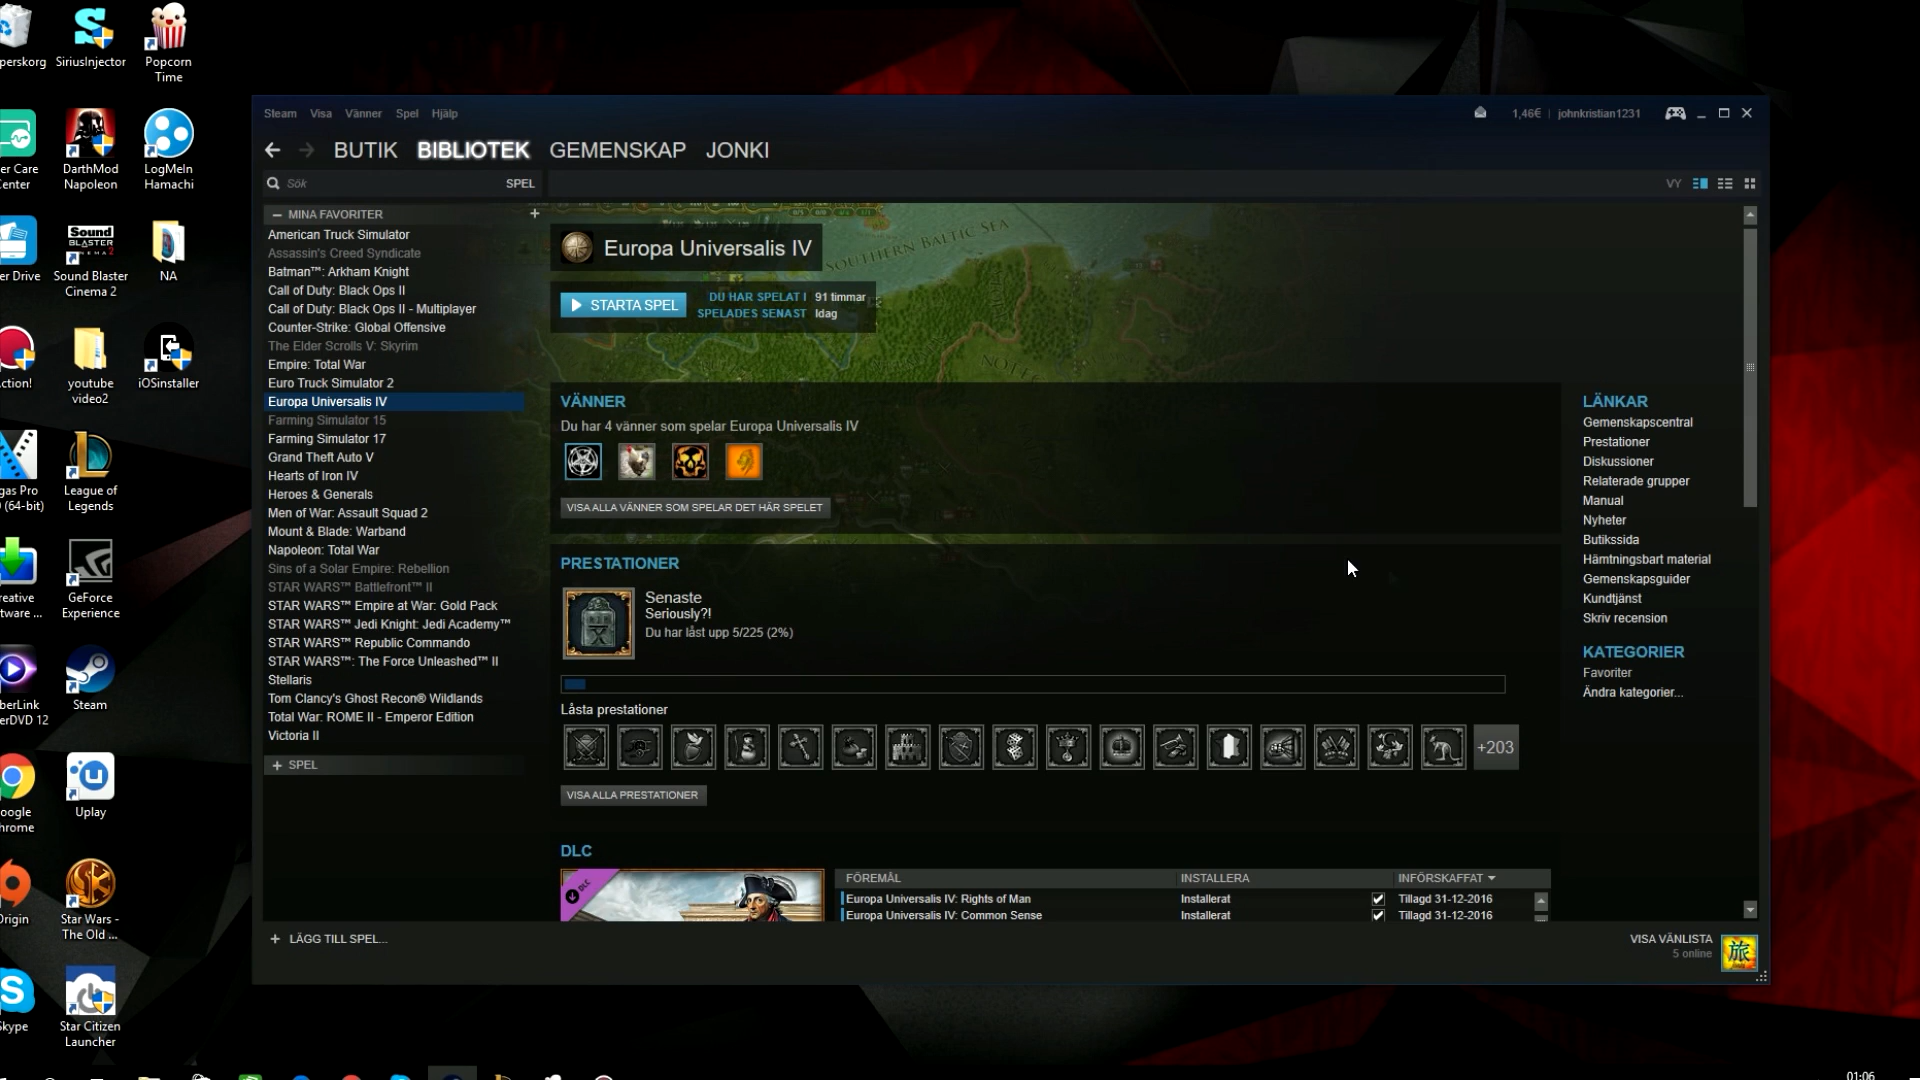 perskorg
SiriusInjector
Popcorn
Time
er Care
Center
DarthMod
Napoleon
LogMeIn
Hamachi
er Drive
Sound
BLASTER
Sound Blaster
Cinema 2
NA
ction!
youtube
video2
iOSinstaller
gas Pro
(64-bit)
League of
Legends
reative
tware ...
GeForce
Experience
berLink
erDVD 12
Steam
oogle
hrome
Uplay
Origin
Star Wars -
The Old ...
Skype
Star Citizen
Launcher
Steam Visa Vänner Spel Hjälp
1,46€ | johnkristian1231
BUTIK BIBLIOTEK GEMENSKAP JONKI
Sök SPEL
VY
— MINA FAVORITER +
American Truck Simulator
Assassin's Creed Syndicate
Batman™: Arkham Knight
Call of Duty: Black Ops II
Call of Duty: Black Ops II - Multiplayer
Counter-Strike: Global Offensive
The Elder Scrolls V: Skyrim
Empire: Total War
Euro Truck Simulator 2
Europa Universalis IV
Farming Simulator 15
Farming Simulator 17
Grand Theft Auto V
Hearts of Iron IV
Heroes & Generals
Men of War: Assault Squad 2
Mount & Blade: Warband
Napoleon: Total War
Sins of a Solar Empire: Rebellion
STAR WARS™ Battlefront™ II
STAR WARS™ Empire at War: Gold Pack
STAR WARS™ Jedi Knight: Jedi Academy™
STAR WARS™ Republic Commando
STAR WARS™: The Force Unleashed™ II
Stellaris
Tom Clancy's Ghost Recon® Wildlands
Total War: ROME II - Emperor Edition
Victoria II
+ SPEL
SOUTHERN BALTIC SEA
Europa Universalis IV
STARTA SPEL
DU HAR SPELAT I 91 timmar
SPELADES SENAST Idag
VÄNNER
Du har 4 vänner som spelar Europa Universalis IV
VISA ALLA VÄNNER SOM SPELAR DET HÄR SPELET
PRESTATIONER
Senaste
Seriously?!
Du har låst upp 5/225 (2%)
Låsta prestationer
+203
VISA ALLA PRESTATIONER
DLC
DLC
FÖREMÅL INSTALLERA INFÖRSKAFFAT
Europa Universalis IV: Rights of Man Installerat Tillagd 31-12-2016
Europa Universalis IV: Common Sense Installerat Tillagd 31-12-2016
LÄNKAR
Gemenskapscentral
Prestationer
Diskussioner
Relaterade grupper
Manual
Nyheter
Butikssida
Hämtningsbart material
Gemenskapsguider
Kundtjänst
Skriv recension
KATEGORIER
Favoriter
Ändra kategorier...
+ LÄGG TILL SPEL...
VISA VÄNLISTA
5 online
旅
01:06